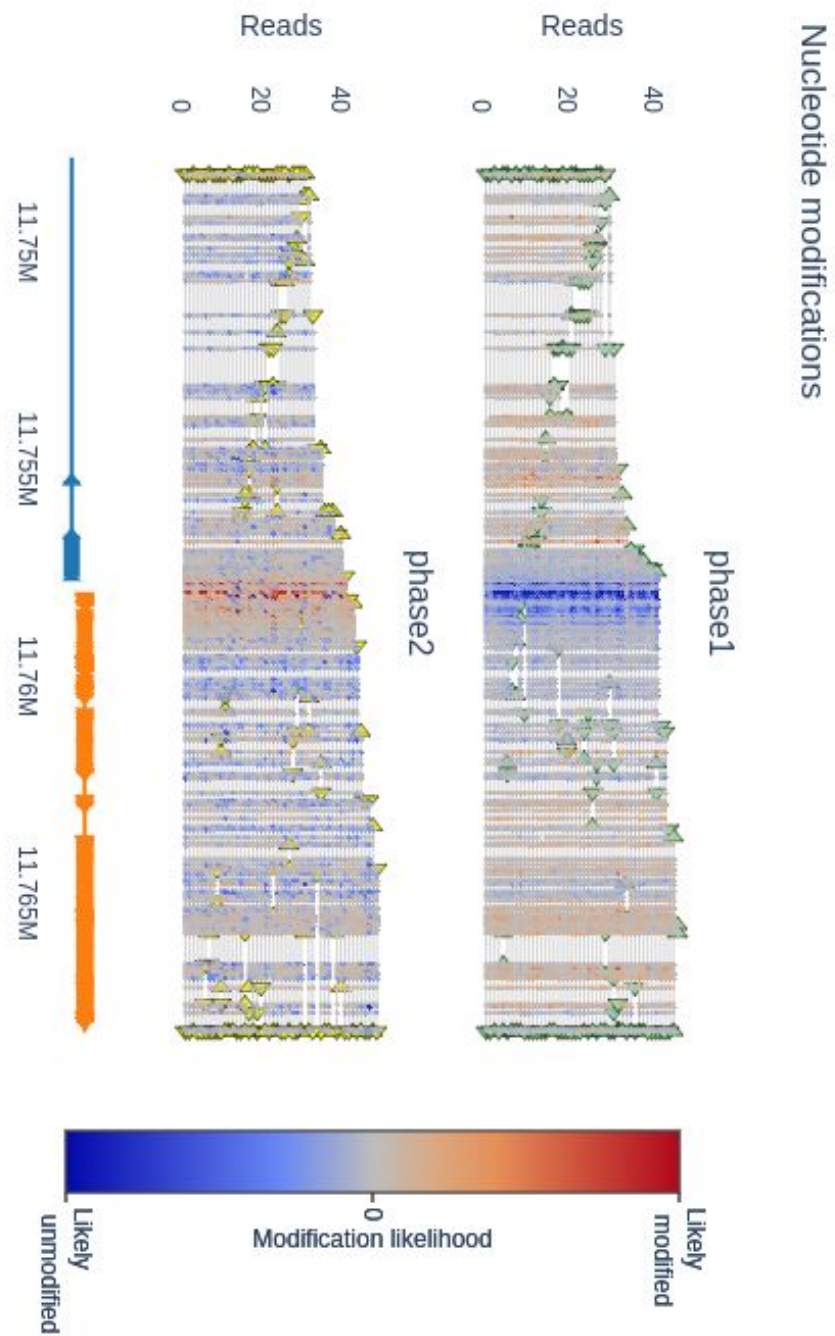 Nucleotide modifications
phase1
Reads
0
20
40
phase2
Reads
0
20
40
11.75M
11.755M
11.76M
11.765M
Likely
modified
0
Modification likelihood
Likely
unmodified